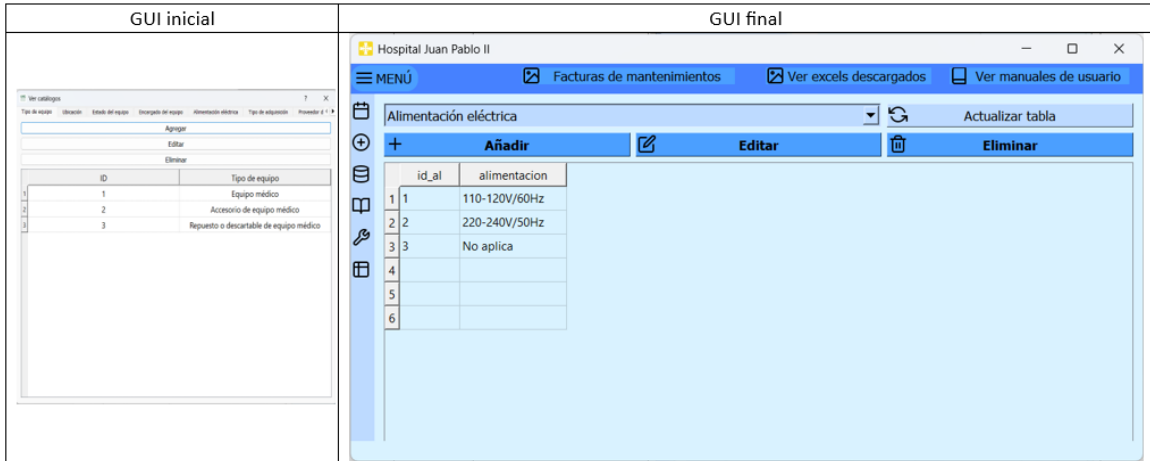 GUI inicial
GUI final
Ver catálogos
? X
Tipo de equipo Ubicación Estado del equipo Encargado del equipo Alimentación eléctrica Tipo de adquisición Proveedor d
Agregar
Editar
Eliminar
ID Tipo de equipo
1 1 Equipo médico
2 2 Accesorio de equipo médico
3 3 Repuesto o descartable de equipo médico
Hospital Juan Pablo II
MENÚ Facturas de mantenimientos Ver excels descargados Ver manuales de usuario
Alimentación eléctrica Actualizar tabla
Añadir Editar Eliminar
id_al alimentacion
1 1 110-120V/60Hz
2 2 220-240V/50Hz
3 3 No aplica
4
5
6